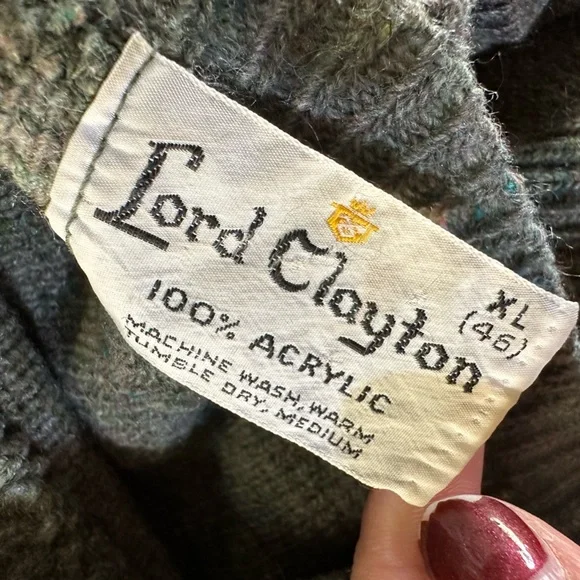 Lord Clayton
100% ACRYLIC
MACHINE WASH, WARM
TUMBLE DRY, MEDIUM
XL
(46)